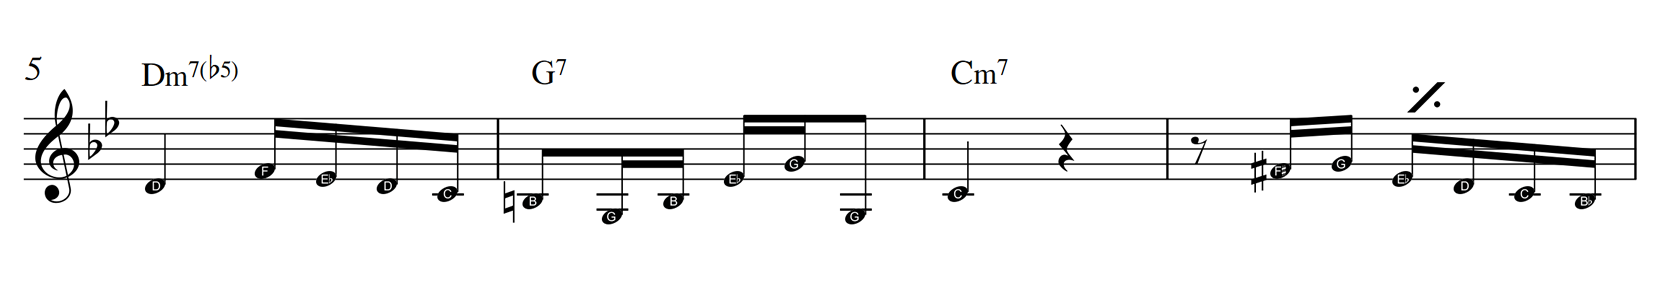 5 Dm7(♭5) G7 Cm7
D F E♭ D C B G B E♭ G G C F# G E♭ D C B♭